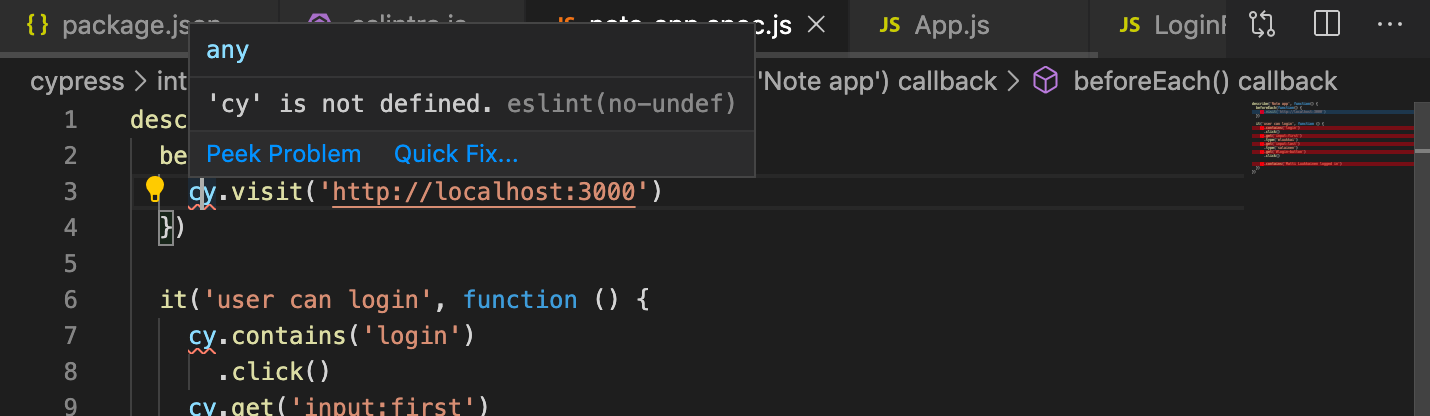 {} package.json
eslintrc.js
JS note_app.spec.js
JS App.js
JS LoginF
any
'cy' is not defined. eslint(no-undef)
Peek Problem Quick Fix...
cypress > int 'Note app') callback > beforeEach() callback
1 desc
2 be
3 cy.visit('http://localhost:3000')
4 })
5
6 it('user can login', function () {
7 cy.contains('login')
8 .click()
9 cy.get('input:first')